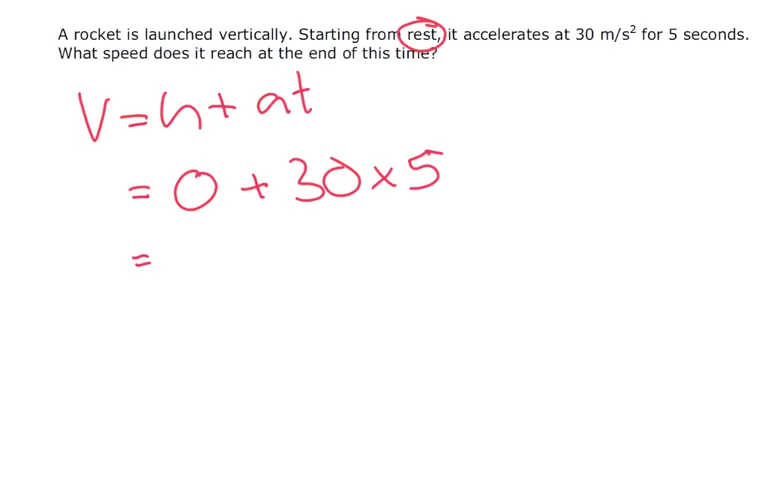 A rocket is launched vertically. Starting from rest, it accelerates at 30 m/s² for 5 seconds.
What speed does it reach at the end of this time?
V = u + at
= 0 + 30 × 5
=